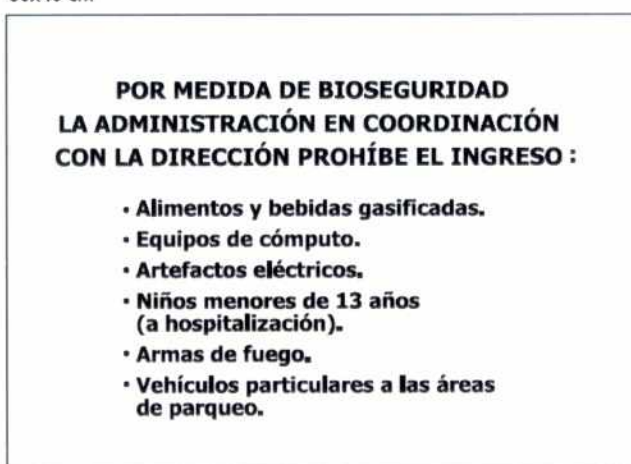 POR MEDIDA DE BIOSEGURIDAD
LA ADMINISTRACIÓN EN COORDINACIÓN
CON LA DIRECCIÓN PROHÍBE EL INGRESO :
· Alimentos y bebidas gasificadas.
· Equipos de cómputo.
· Artefactos eléctricos.
· Niños menores de 13 años
(a hospitalización).
· Armas de fuego.
· Vehículos particulares a las áreas
de parqueo.